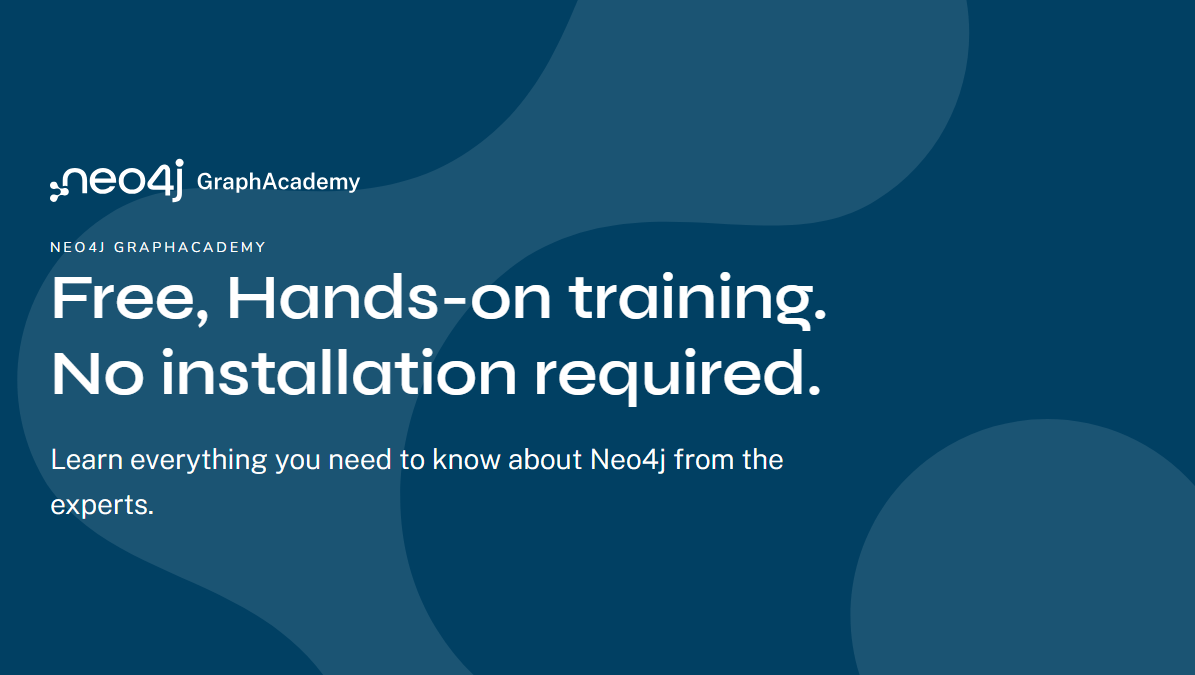 neo4j GraphAcademy
NEO4J GRAPHACADEMY
Free, Hands-on training.
No installation required.
Learn everything you need to know about Neo4j from the
experts.